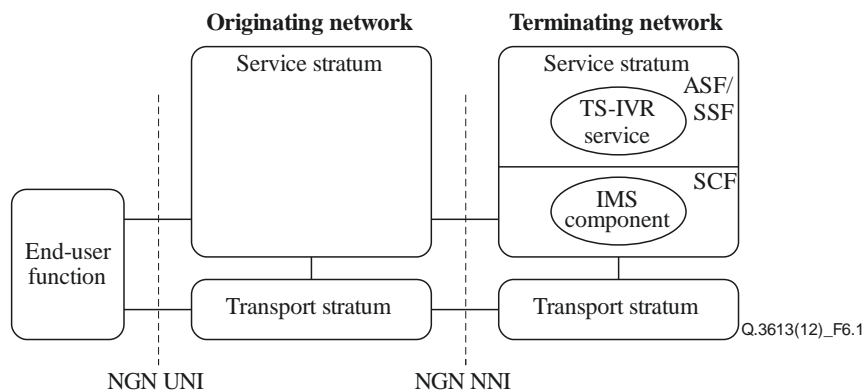 Originating network
Terminating network
Service stratum
Service stratum
ASF/
SSF
TS-IVR
service
SCF
IMS
component
End-user
function
Transport stratum
Transport stratum
Q.3613(12)_F6.1
NGN UNI
NGN NNI